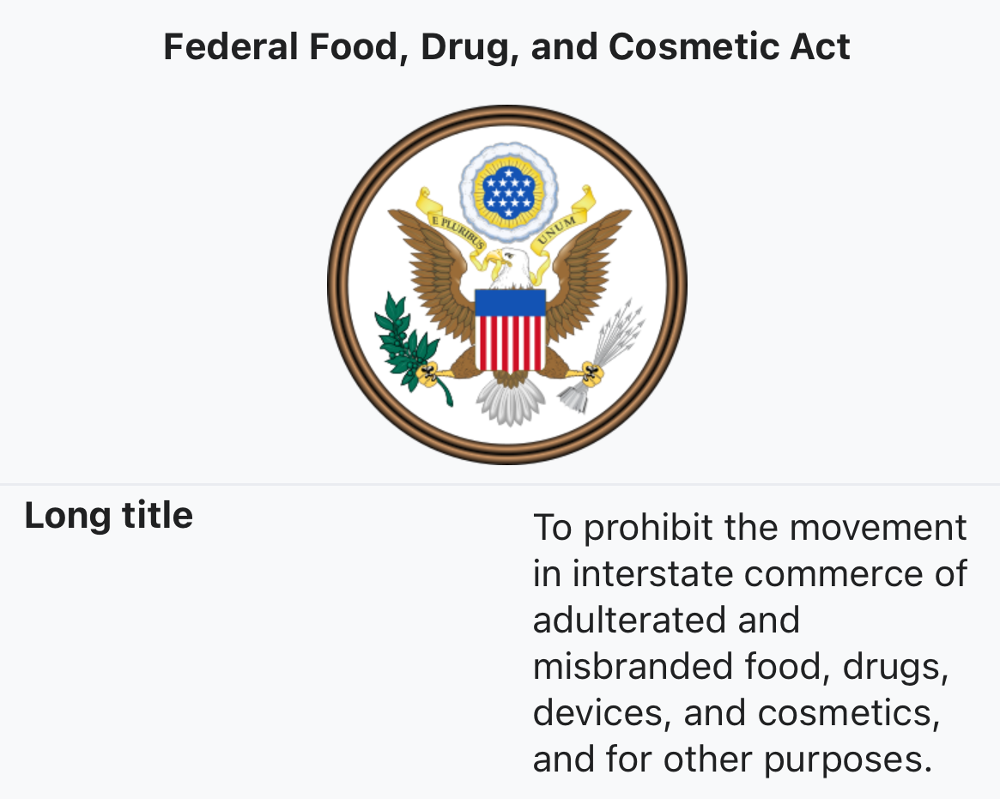 Federal Food, Drug, and Cosmetic Act
E PLURIBUS UNUM
Long title
To prohibit the movement
in interstate commerce of
adulterated and
misbranded food, drugs,
devices, and cosmetics,
and for other purposes.